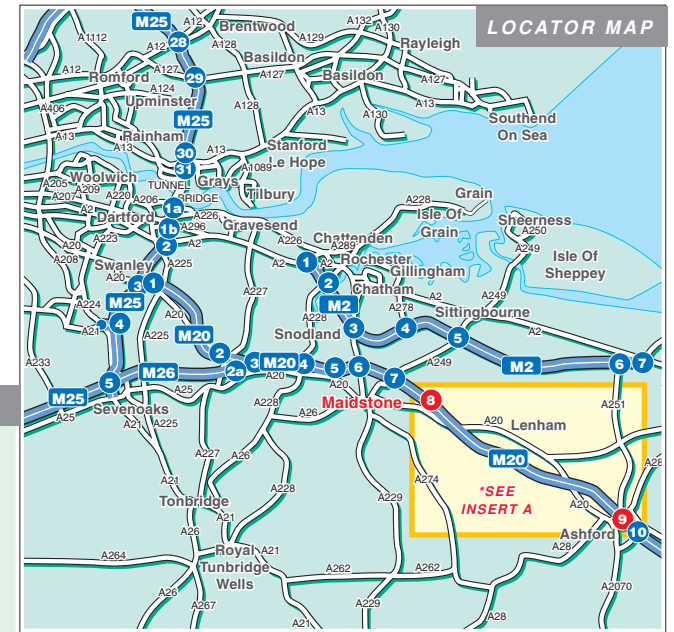 LOCATOR MAP
M25
A12
Brentwood
A132
A130
A1112
28
A128
A129
Rayleigh
A12
Basildon
A12
Romford
A127
29
A127
Basildon
A127
A124
A406
Upminster
A128
A13
A13
M25
A130
Southend
On Sea
A13
Rainham
A13
30
Stanford
Le Hope
31
A1089
Woolwich
A205
A209
TUNNEL
Grays
Tilbury
A207
A220
A206
BRIDGE
Grain
A228
A2
1a
A226
Isle Of
Grain
Sheerness
Dartford
1b
A296
Gravesend
A250
A223
2
A2
A226
Chattenden
A289
A249
A20
A208
Swanley
A225
A2
1
A2
Rochester
Isle Of
Sheppey
A20
3
1
2
Gillingham
A227
Chatham
A2
A249
A224
M25
M2
A278
Sittingbourne
A20
A228
A21
4
M20
3
4
A2
A225
Snodland
5
A233
2
3
M20
4
5
6
A249
M2
6
7
M26
2a
A20
A20
7
M25
5
A25
Maidstone
8
A25
Sevenoaks
A228
A26
A251
A21
A225
A20
Lenham
A227
A26
M20
A28
A274
A21
A228
*SEE
INSERT A
Tonbridge
A229
A20
A21
9
A26
Ashford
10
A28
A264
Royal
Tunbridge
Wells
A21
A262
A262
A2070
A26
A267
A229
A28
A21